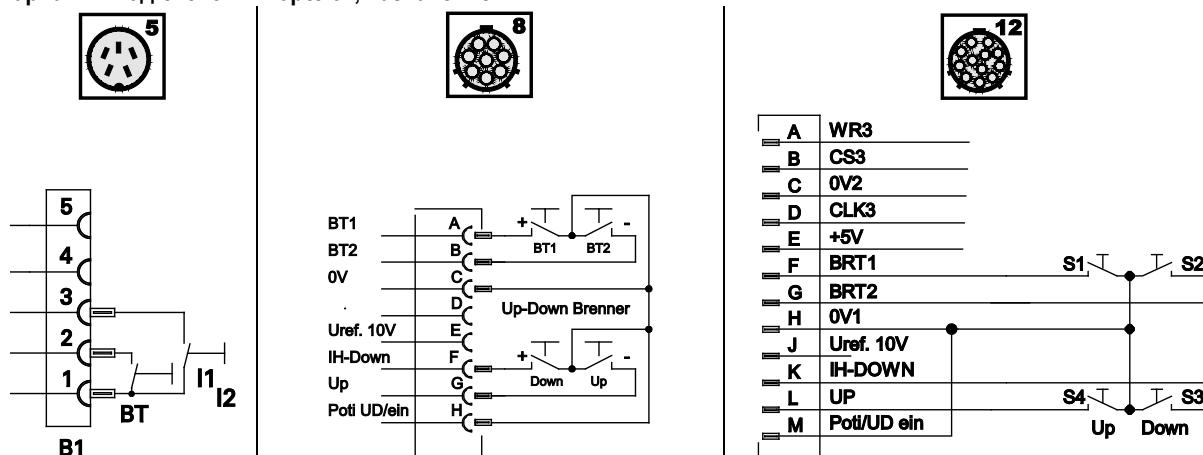 5
5
4
3
2
1
BT
I1
I2
B1
8
BT1
BT2
0V
.
Uref. 10V
IH-Down
Up
Poti UD/ein
A
B
C
D
E
F
G
H
+
-
BT1
BT2
Up-Down Brenner
+
-
Down
Up
12
A WR3
B CS3
C 0V2
D CLK3
E +5V
F BRT1
G BRT2
H 0V1
J Uref. 10V
K IH-DOWN
L UP
M Poti/UD ein
S1
S2
S4
S3
Up
Down